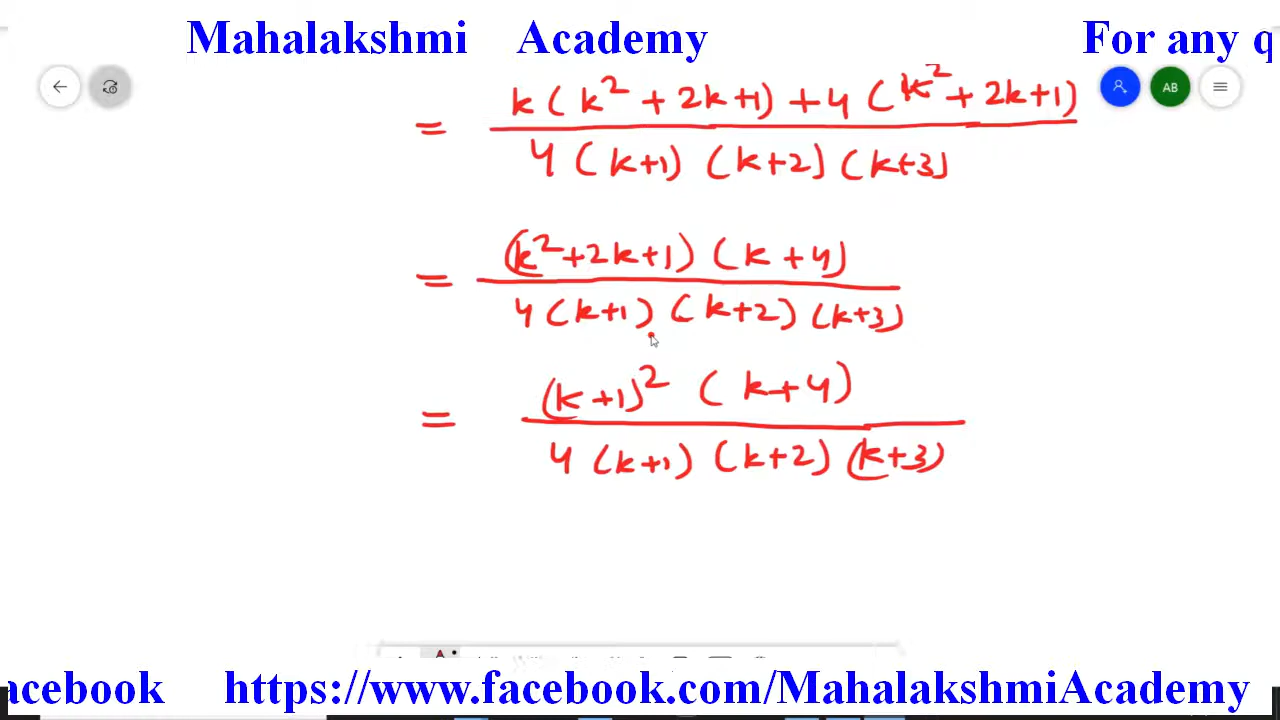 Mahalakshmi Academy For any q
AB
k(k² + 2k+1) + 4(k² + 2k+1)
= 4(k+1) (k+2) (k+3)
(k²+2k+1) (k+4)
= 4(k+1) (k+2) (k+3)
(k+1)² (k+4)
= 4(k+1) (k+2) (k+3)
acebook https://www.facebook.com/MahalakshmiAcademy